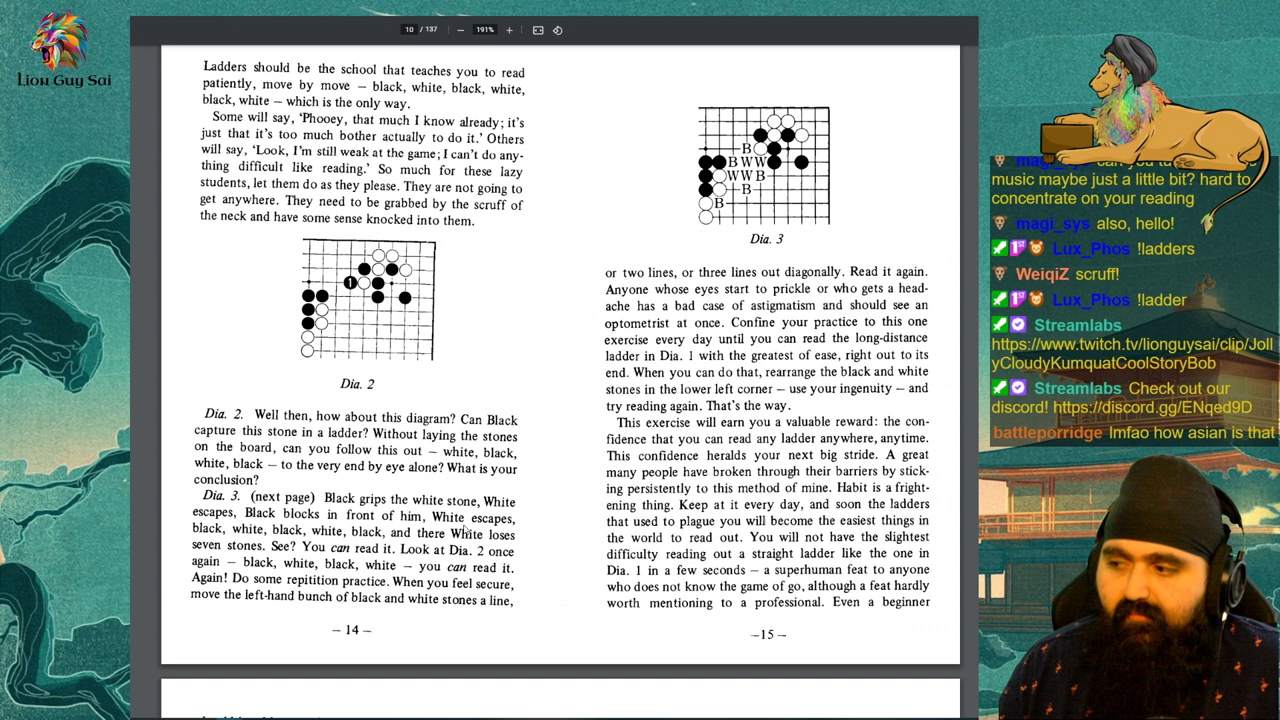 Lion Guy Sai
10 / 137
191%
Ladders should be the school that teaches you to read
patiently, move by move – black, white, black, white,
black, white – which is the only way.
Some will say, 'Phooey, that much I know already; it's
just that it's too much bother actually to do it.' Others
will say, 'Look, I'm still weak at the game; I can't do any-
thing difficult like reading.' So much for these lazy
students, let them do as they please. They are not going to
get anywhere. They need to be grabbed by the scruff of
the neck and have some sense knocked into them.
1
Dia. 2
Dia. 2. Well then, how about this diagram? Can Black
capture this stone in a ladder? Without laying the stones
on the board, can you follow this out – white, black,
white, black – to the very end by eye alone? What is your
conclusion?
Dia. 3. (next page) Black grips the white stone, White
escapes, Black blocks in front of him, White escapes,
black, white, black, white, black, and there White loses
seven stones. See? You can read it. Look at Dia. 2 once
again – black, white, black, white – you can read it.
Again! Do some repitition practice. When you feel secure,
move the left-hand bunch of black and white stones a line,
– 14 –
B
B W W
W W B
B
B
Dia. 3
or two lines, or three lines out diagonally. Read it again.
Anyone whose eyes start to prickle or who gets a head-
ache has a bad case of astigmatism and should see an
optometrist at once. Confine your practice to this one
exercise every day until you can read the long-distance
ladder in Dia. 1 with the greatest of ease, right out to its
end. When you can do that, rearrange the black and white
stones in the lower left corner – use your ingenuity – and
try reading again. That's the way.
This exercise will earn you a valuable reward: the con-
fidence that you can read any ladder anywhere, anytime.
This confidence heralds your next big stride. A great
many people have broken through their barriers by stick-
ing persistently to this method of mine. Habit is a fright-
ening thing. Keep at it every day, and soon the ladders
that used to plague you will become the easiest things in
the world to read out. You will not have the slightest
difficulty reading out a straight ladder like the one in
Dia. 1 in a few seconds – a superhuman feat to anyone
who does not know the game of go, although a feat hardly
worth mentioning to a professional. Even a beginner
–15 –
music maybe just a little bit? hard to
concentrate on your reading
magi_sys also, hello!
Lux_Phos !ladders
WeiqiZ scruff!
Lux_Phos !ladder
Streamlabs
https://www.twitch.tv/lionguysai/clip/Joll
yCloudyKumquatCoolStoryBob
Streamlabs Check out our
discord! https://discord.gg/ENqed9D
battleporridge lmfao how asian is that